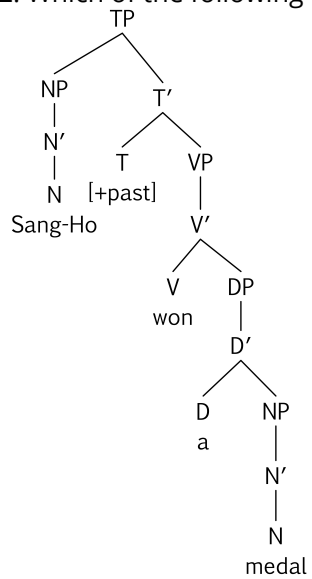 2. Which of the following
TP
NP T′
N′ T VP
N [+past]
Sang-Ho V′
V DP
won
D′
D NP
a
N′
N
medal